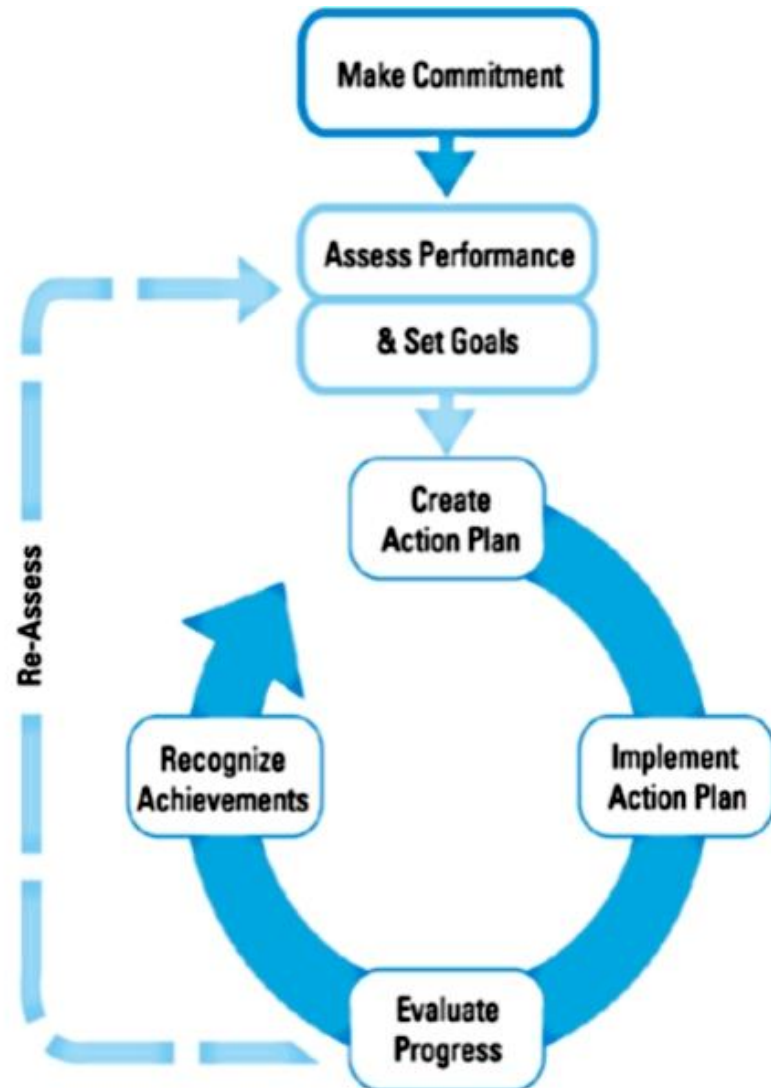 Make Commitment
Assess Performance
& Set Goals
Create
Action Plan
Re-Assess
Recognize
Achievements
Implement
Action Plan
Evaluate
Progress